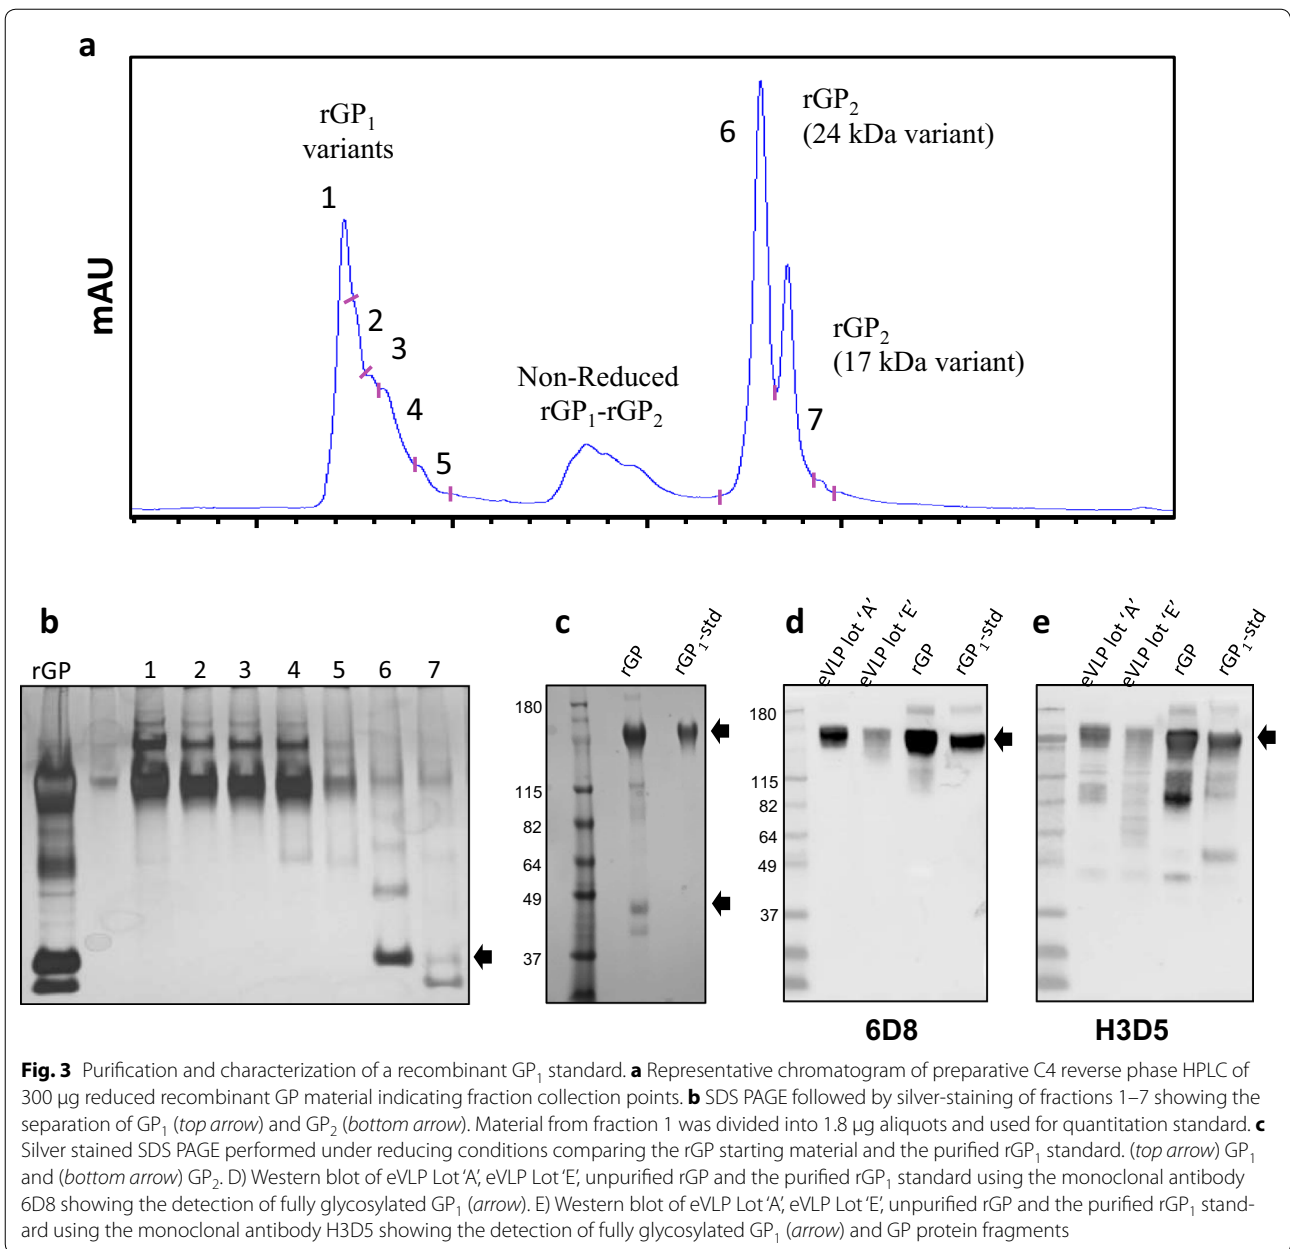 a
rGP1
variants
1
2
3
4
5
Non-Reduced
rGP1-rGP2
6
rGP2
(24 kDa variant)
rGP2
(17 kDa variant)
7
mAU
b
rGP 1 2 3 4 5 6 7
c
rGP rGP1-std
180
115
82
64
49
37
d
eVLP lot ‘A’ eVLP lot ‘E’ rGP rGP1-std
180
115
82
64
49
37
6D8
e
eVLP lot ‘A’ eVLP lot ‘E’ rGP rGP1-std
H3D5
Fig. 3 Purification and characterization of a recombinant GP1 standard. a Representative chromatogram of preparative C4 reverse phase HPLC of
300 µg reduced recombinant GP material indicating fraction collection points. b SDS PAGE followed by silver-staining of fractions 1–7 showing the
separation of GP1 (top arrow) and GP2 (bottom arrow). Material from fraction 1 was divided into 1.8 µg aliquots and used for quantitation standard. c
Silver stained SDS PAGE performed under reducing conditions comparing the rGP starting material and the purified rGP1 standard. (top arrow) GP1
and (bottom arrow) GP2. D) Western blot of eVLP Lot ‘A’, eVLP Lot ‘E’, unpurified rGP and the purified rGP1 standard using the monoclonal antibody
6D8 showing the detection of fully glycosylated GP1 (arrow). E) Western blot of eVLP Lot ‘A’, eVLP Lot ‘E’, unpurified rGP and the purified rGP1 stand-
ard using the monoclonal antibody H3D5 showing the detection of fully glycosylated GP1 (arrow) and GP protein fragments